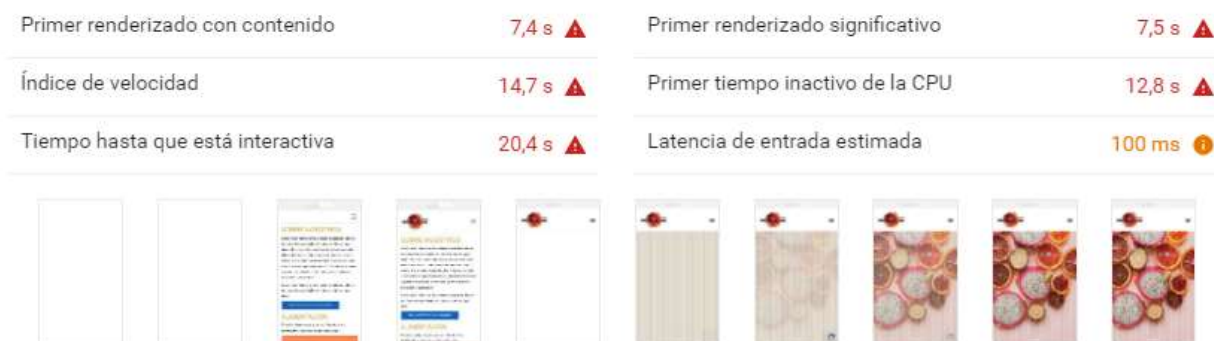 Primer renderizado con contenido 7,4 s
Primer renderizado significativo 7,5 s
Índice de velocidad 14,7 s
Primer tiempo inactivo de la CPU 12,8 s
Tiempo hasta que está interactiva 20,4 s
Latencia de entrada estimada 100 ms